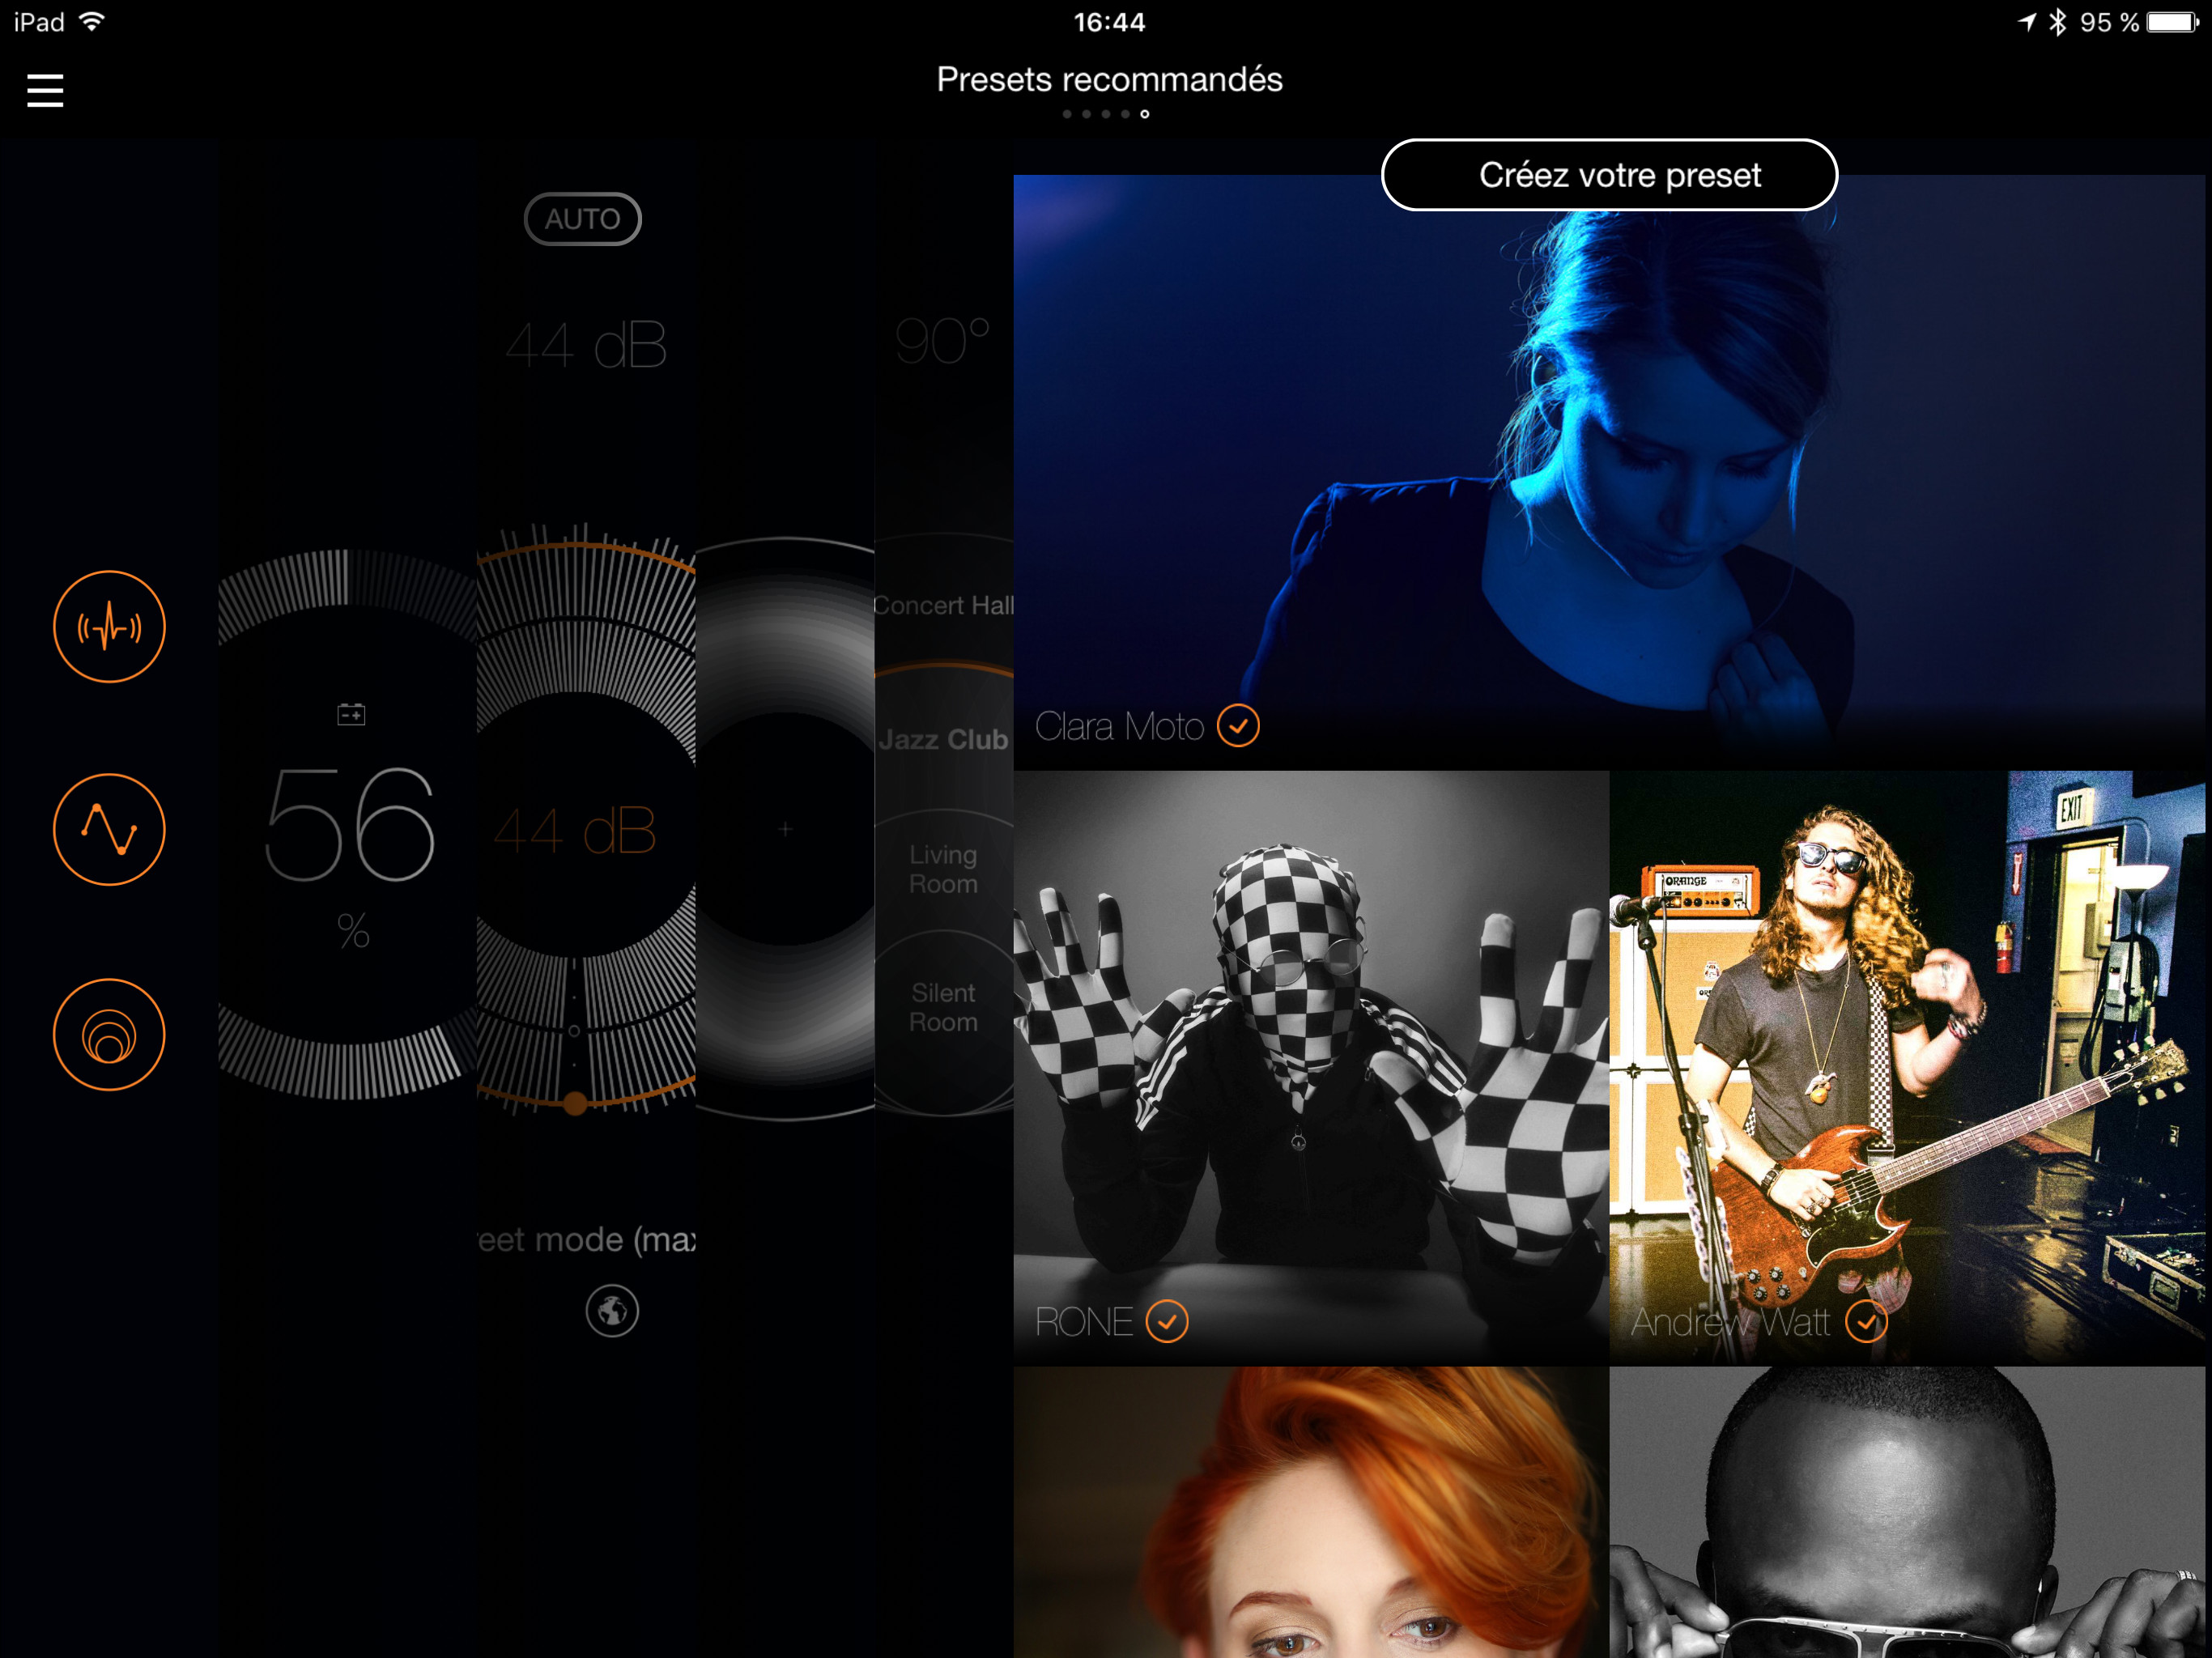 iPad
16:44
95 %
Presets recommandés
Créez votre preset
AUTO
44 dB
90°
Concert Hall
Jazz Club
56
%
44 dB
Living
Room
Silent
Room
eet mode (max
Clara Moto
EXIT
ORANGE
RONE
Andrew Watt